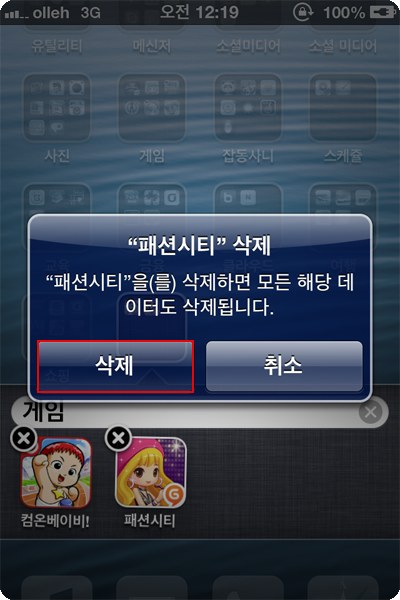 olleh 3G 오전 12:19 100%
유틸리티 메신저 소셜미디어 소셜 미디어
사진 게임 잡동사니 스케쥴
“패션시티” 삭제
“패션시티”을(를) 삭제하면 모든 해당 데
이터도 삭제됩니다.
삭제 취소
쇼핑
게임
컴온베이비! 패션시티